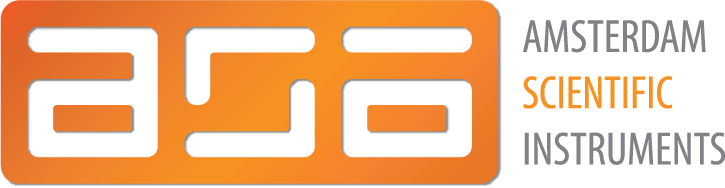 asa
AMSTERDAM
SCIENTIFIC
INSTRUMENTS